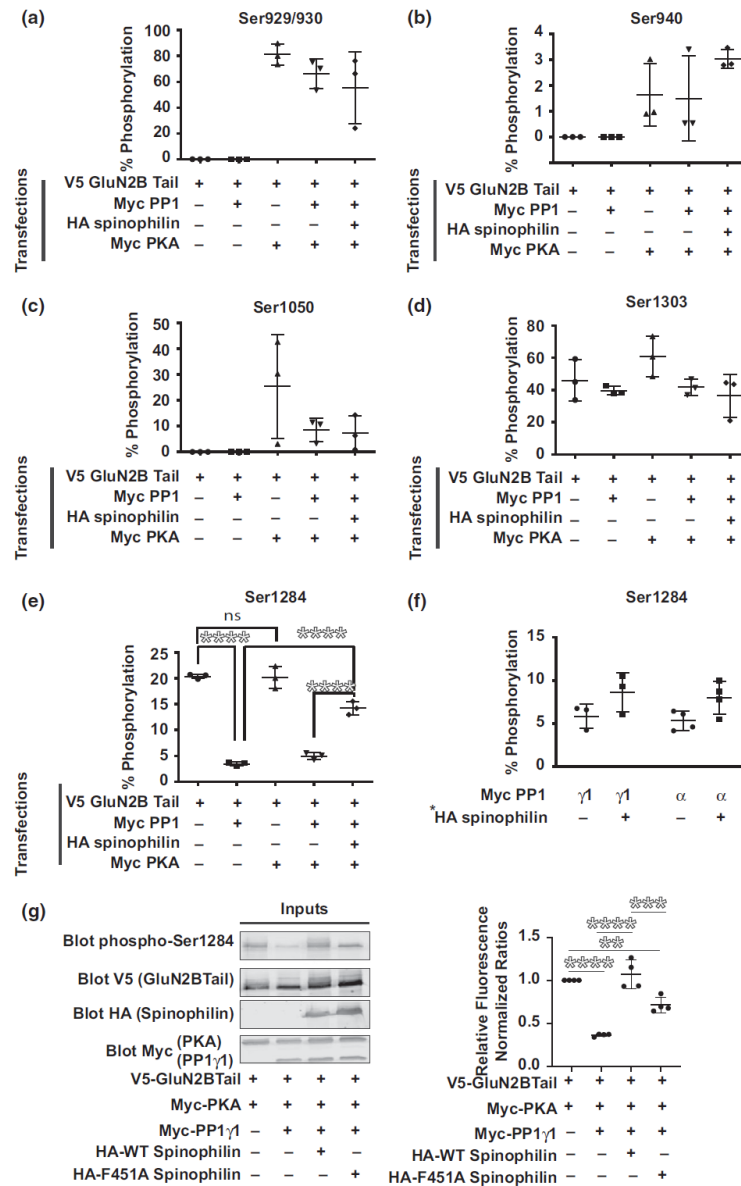 (a)
Ser929/930
% Phosphorylation
80
60
40
20
0
Transfections
V5 GluN2B Tail + + + + +
Myc PP1 – + – + +
HA spinophilin – – – – +
Myc PKA – – + + +
(b)
Ser940
% Phosphorylation
4
3
2
1
0
Transfections
V5 GluN2B Tail + + + + +
Myc PP1 – + – + +
HA spinophilin – – – – +
Myc PKA – – + + +
(c)
Ser1050
% Phosphorylation
50
40
30
20
10
0
Transfections
V5 GluN2B Tail + + + + +
Myc PP1 – + – + +
HA spinophilin – – – – +
Myc PKA – – + + +
(d)
Ser1303
% Phosphorylation
80
60
40
20
0
Transfections
V5 GluN2B Tail + + + + +
Myc PP1 – + – + +
HA spinophilin – – – – +
Myc PKA – – + + +
(e)
Ser1284
ns
****
****
****
% Phosphorylation
25
20
15
10
5
0
Transfections
V5 GluN2B Tail + + + + +
Myc PP1 – + – + +
HA spinophilin – – – – +
Myc PKA – – + + +
(f)
Ser1284
% Phosphorylation
15
10
5
0
Myc PP1 γ1 γ1 α α
*HA spinophilin – + – +
(g)
Inputs
Blot phospho-Ser1284
Blot V5 (GluN2BTail)
Blot HA (Spinophilin)
Blot Myc (PKA)
(PP1γ1)
V5-GluN2BTail + + + +
Myc-PKA + + + +
Myc-PP1γ1 – + + +
HA-WT Spinophilin – – + –
HA-F451A Spinophilin – – – +
***
****
**
****
Relative Fluorescence
Normalized Ratios
1.5
1.0
0.5
0.0
V5-GluN2BTail + + + +
Myc-PKA + + + +
Myc-PP1γ1 – + + +
HA-WT Spinophilin – – + –
HA-F451A Spinophilin – – – +